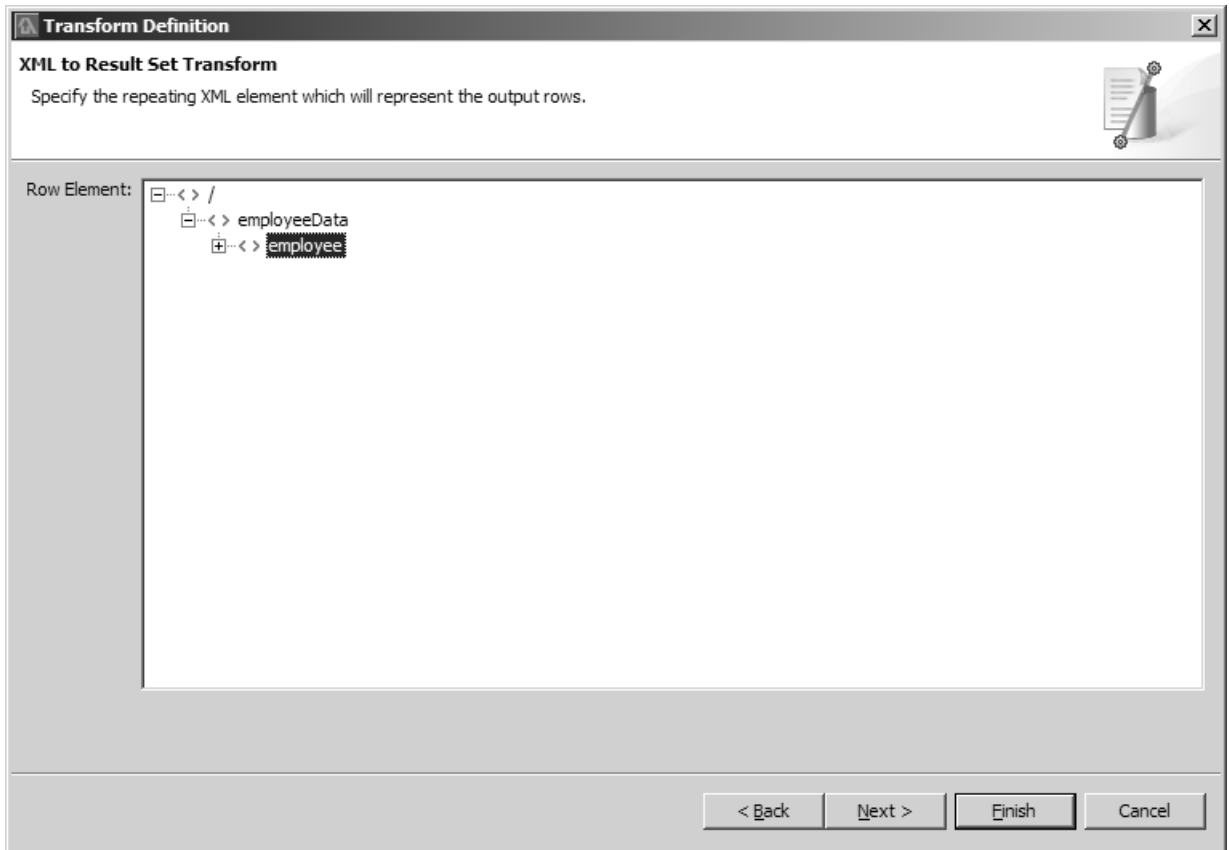 Transform Definition
XML to Result Set Transform
Specify the repeating XML element which will represent the output rows.
Row Element:
< > /
< > employeeData
< > employee
< Back Next > Finish Cancel